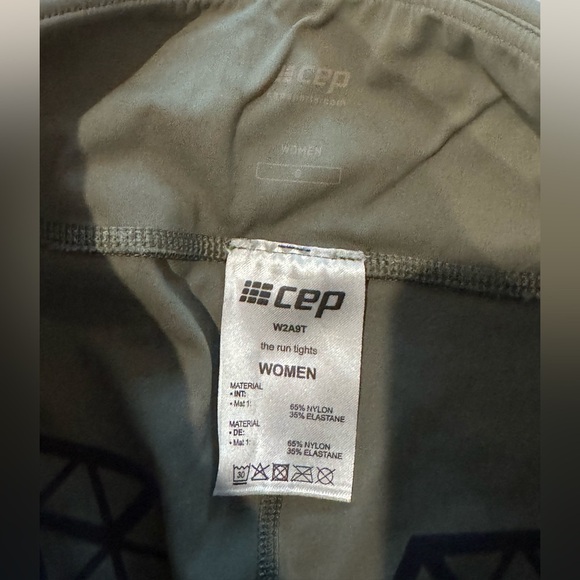 cep
WOMEN
cep
W2A9T
the run tights
WOMEN
MATERIAL
• INT:
• Mat 1: 65% NYLON
35% ELASTANE
MATERIAL
• DE:
• Mat 1: 65% NYLON
35% ELASTANE
30